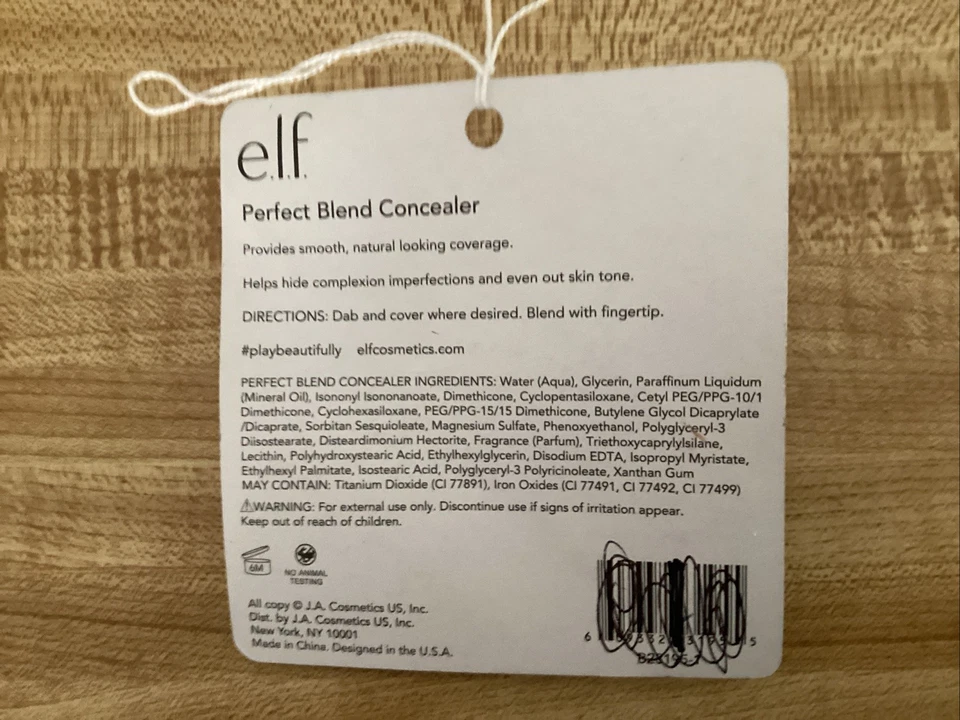 e.l.f.
Perfect Blend Concealer
Provides smooth, natural looking coverage.
Helps hide complexion imperfections and even out skin tone.
DIRECTIONS: Dab and cover where desired. Blend with fingertip.
#playbeautifully elfcosmetics.com
PERFECT BLEND CONCEALER INGREDIENTS: Water (Aqua), Glycerin, Paraffinum Liquidum
(Mineral Oil), Isononyl Isononanoate, Dimethicone, Cyclopentasiloxane, Cetyl PEG/PPG-10/1
Dimethicone, Cyclohexasiloxane, PEG/PPG-15/15 Dimethicone, Butylene Glycol Dicaprylate
/Dicaprate, Sorbitan Sesquioleate, Magnesium Sulfate, Phenoxyethanol, Polyglyceryl-3
Diisostearate, Disteardimonium Hectorite, Fragrance (Parfum), Triethoxycaprylylsilane,
Lecithin, Polyhydroxystearic Acid, Ethylhexylglycerin, Disodium EDTA, Isopropyl Myristate,
Ethylhexyl Palmitate, Isostearic Acid, Polyglyceryl-3 Polyricinoleate, Xanthan Gum
MAY CONTAIN: Titanium Dioxide (CI 77891), Iron Oxides (CI 77491, CI 77492, CI 77499)
⚠WARNING: For external use only. Discontinue use if signs of irritation appear.
Keep out of reach of children.
6M
NO ANIMAL
TESTING
All copy © J.A. Cosmetics US, Inc.
Dist. by J.A. Cosmetics US, Inc.
New York, NY 10001
Made in China. Designed in the U.S.A.